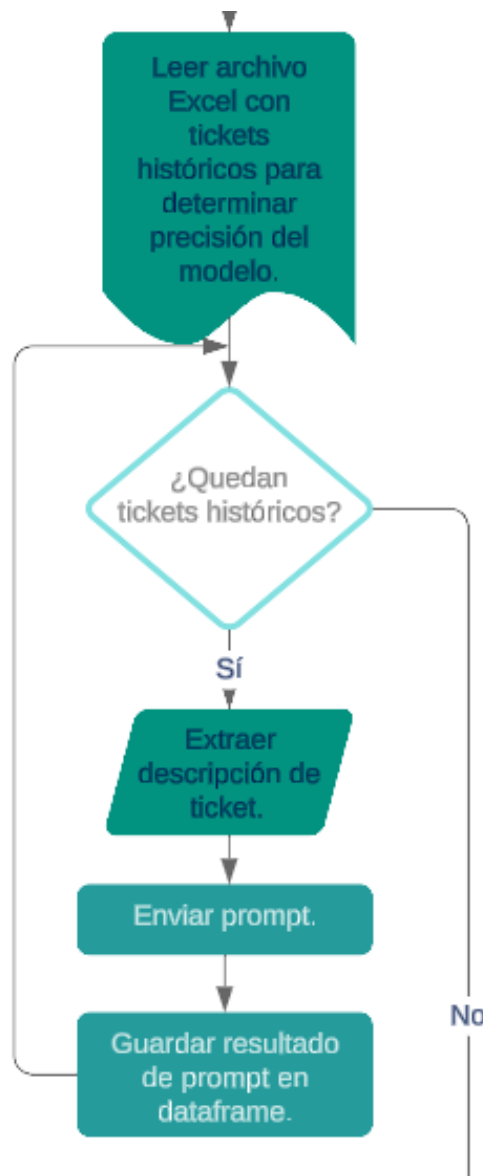 Leer archivo
Excel con
tickets
históricos para
determinar
precisión del
modelo.
¿Quedan
tickets históricos?
Sí
Extraer
descripción de
ticket.
Enviar prompt.
No
Guardar resultado
de prompt en
dataframe.